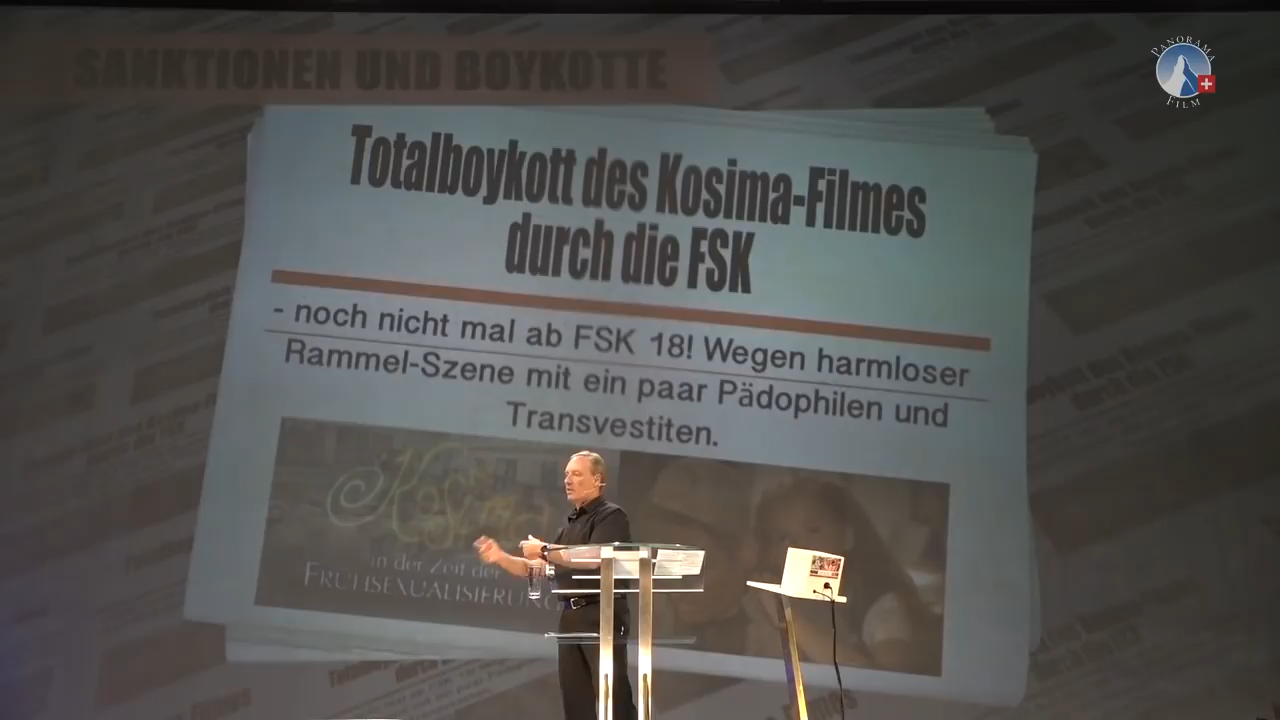 SANKTIONEN UND BOYKOTTE
PANORAMA
FILM
Totalboykott des Kosima-Filmes
durch die FSK
- noch nicht mal ab FSK 18! Wegen harmloser
Rammel-Szene mit ein paar Pädophilen und
Transvestiten.
Kosima
in der Zeit der
FRÜHSEXUALISIERUNG